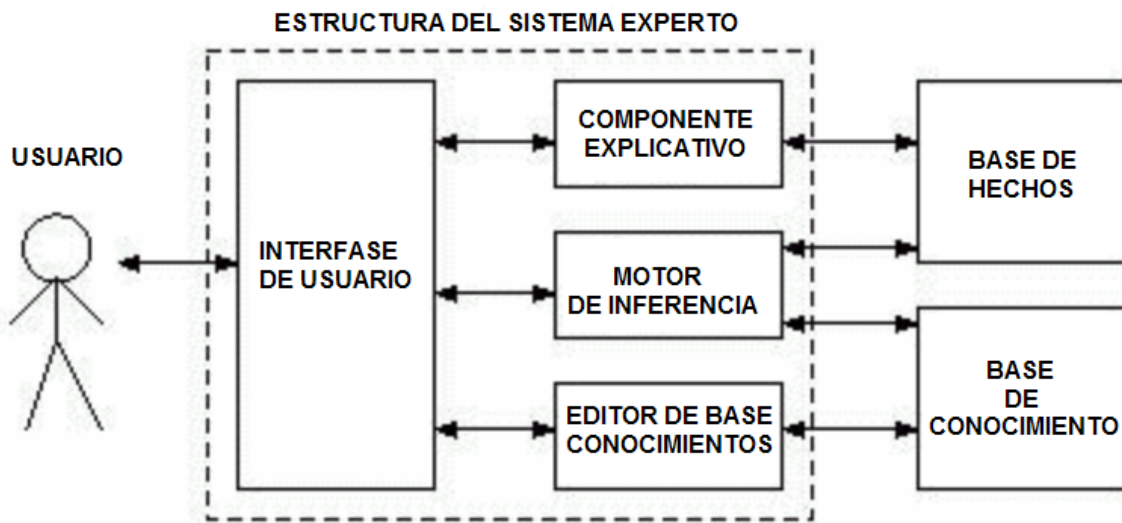 ESTRUCTURA DEL SISTEMA EXPERTO
USUARIO
INTERFASE
DE USUARIO
COMPONENTE
EXPLICATIVO
MOTOR
DE INFERENCIA
EDITOR DE BASE
CONOCIMIENTOS
BASE DE
HECHOS
BASE
DE
CONOCIMIENTO